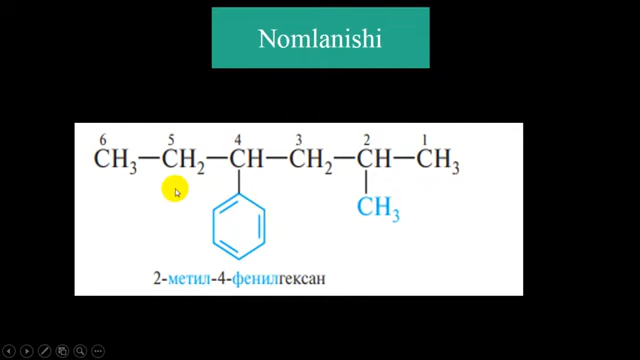 Nomlanishi
6 5 4 3 2 1
CH₃—CH₂—CH—CH₂—CH—CH₃
CH₃
2-метил-4-фенилгексан